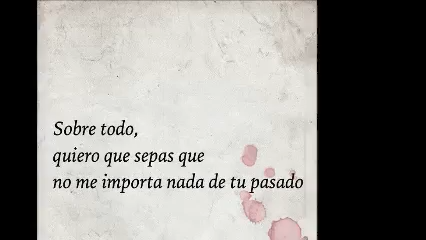 Sobre todo,
quiero que sepas que
no me importa nada de tu pasado